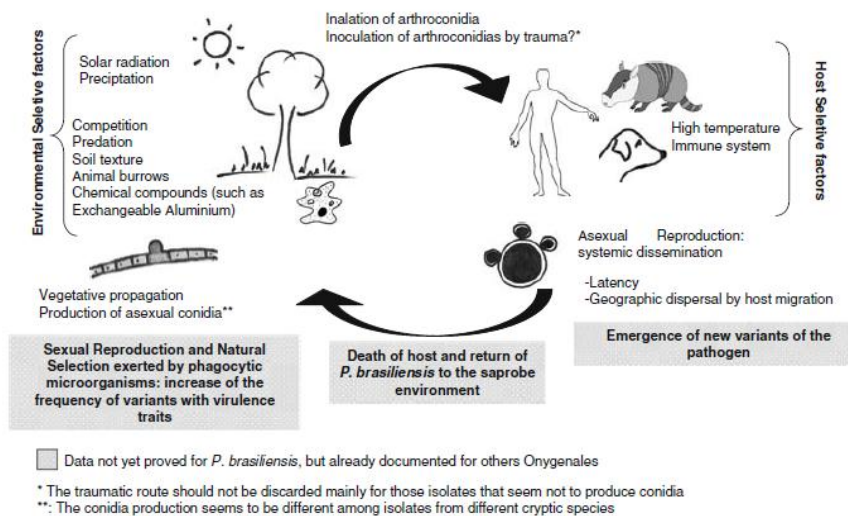 Inalation of arthroconidia
Inoculation of arthroconidias by trauma?*
Environmental Seletive factors
Solar radiation
Preciptation
Competition
Predation
Soil texture
Animal burrows
Chemical compounds (such as
Exchangeable Aluminium)
High temperature
Immune system
Host Seletive factors
Vegetative propagation
Production of asexual conidia**
Asexual Reproduction:
systemic dissemination
-Latency
-Geographic dispersal by host migration
Sexual Reproduction and Natural
Selection exerted by phagocytic
microorganisms: increase of the
frequency of variants with virulence
traits
Death of host and return of
P. brasiliensis to the saprobe
environment
Emergence of new variants of the
pathogen
Data not yet proved for P. brasiliensis, but already documented for others Onygenales
* The traumatic route should not be discarded mainly for those isolates that seem not to produce conidia
**: The conidia production seems to be different among isolates from different cryptic species